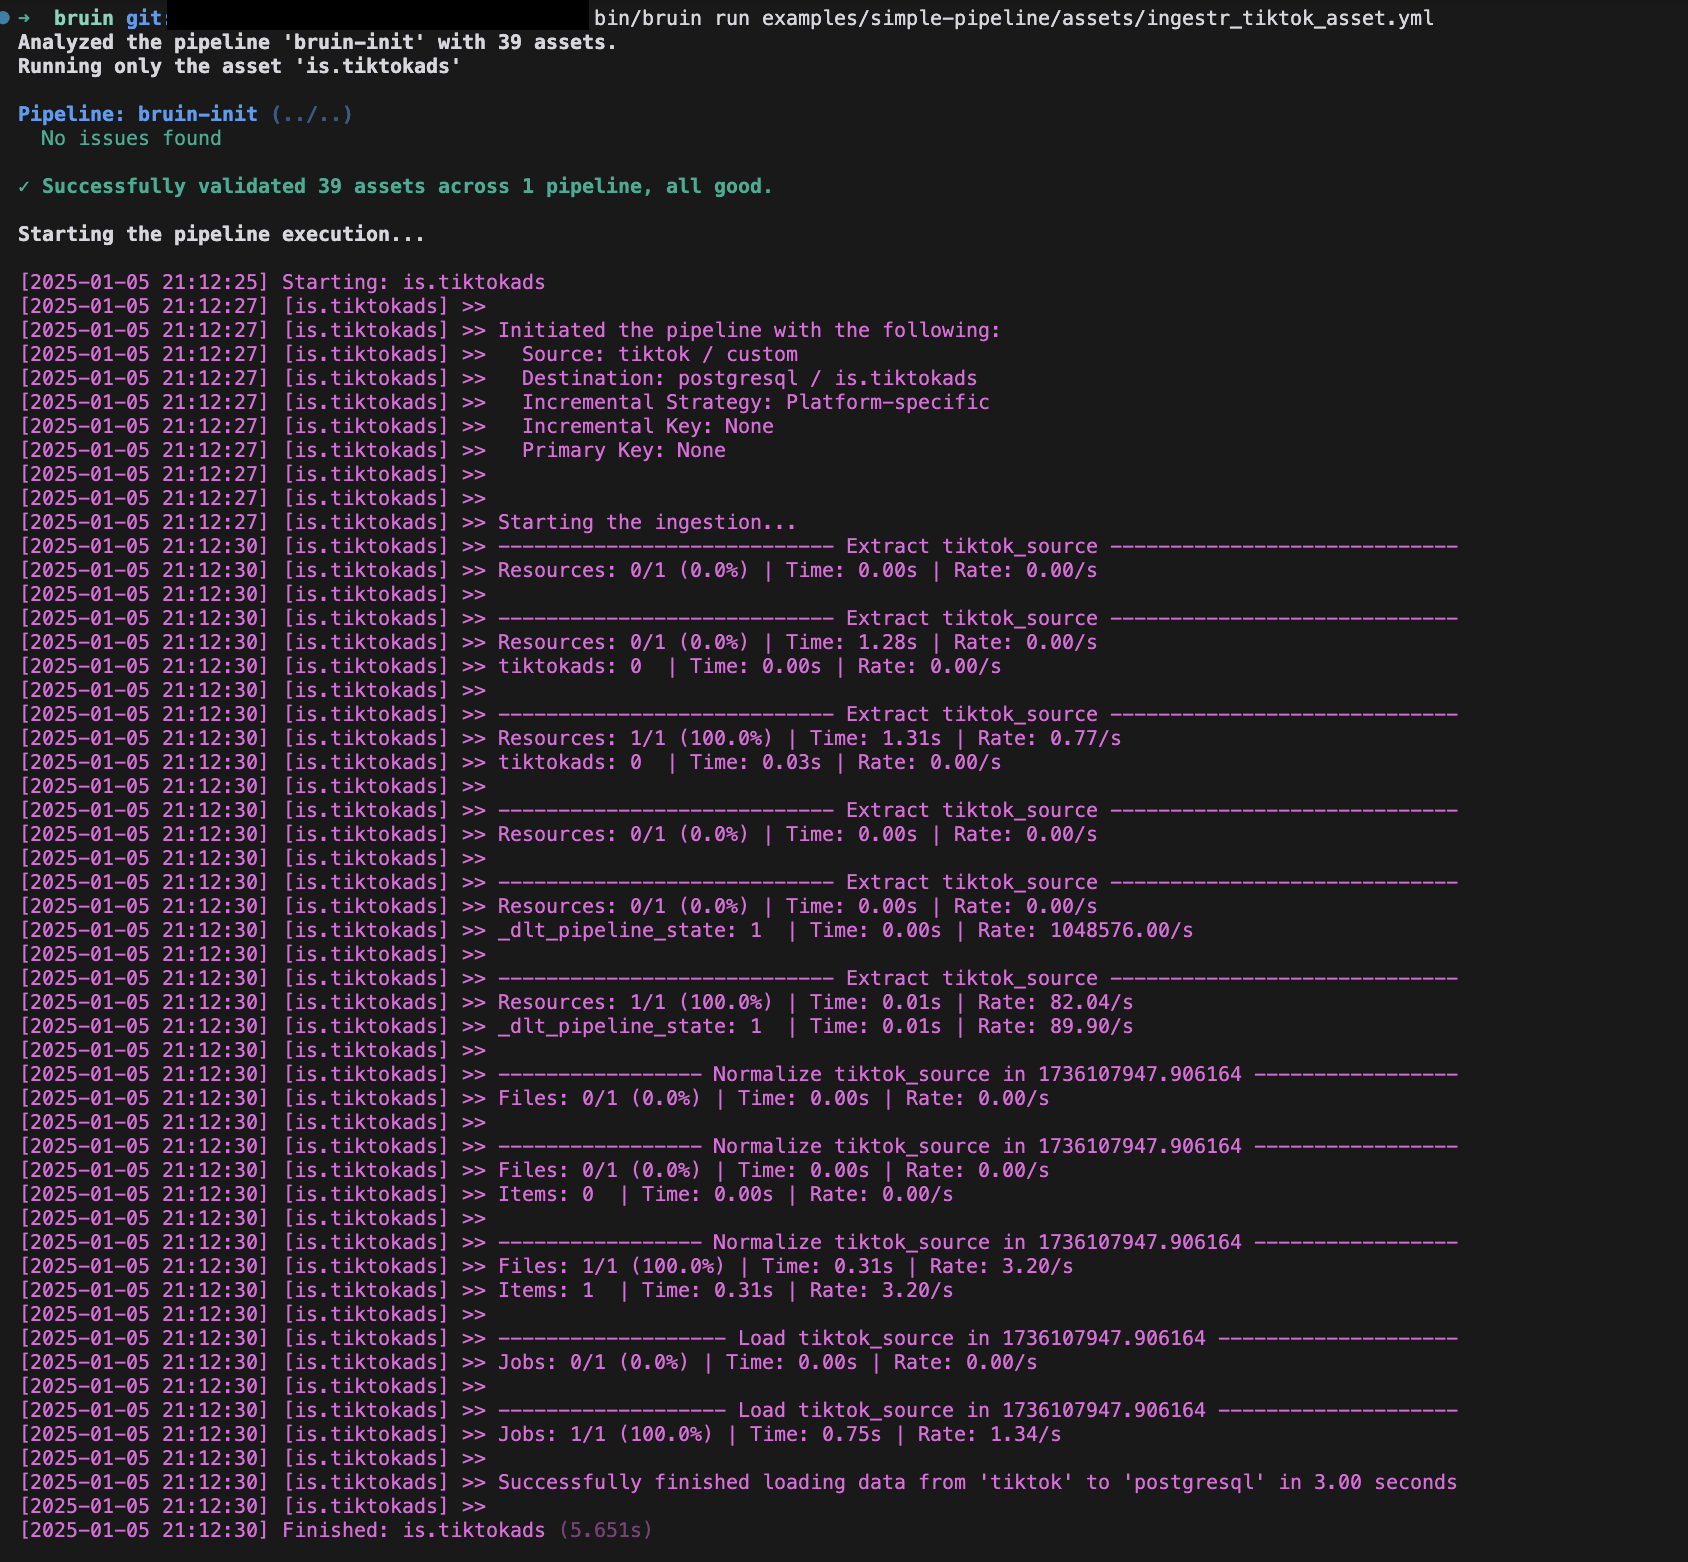 ➜  bruin git: bin/bruin run examples/simple-pipeline/assets/ingestr_tiktok_asset.yml
Analyzed the pipeline 'bruin-init' with 39 assets.
Running only the asset 'is.tiktokads'
Pipeline: bruin-init (../..)
No issues found
✓ Successfully validated 39 assets across 1 pipeline, all good.
Starting the pipeline execution...
[2025-01-05 21:12:25] Starting: is.tiktokads
[2025-01-05 21:12:27] [is.tiktokads] >>
[2025-01-05 21:12:27] [is.tiktokads] >> Initiated the pipeline with the following:
[2025-01-05 21:12:27] [is.tiktokads] >>   Source: tiktok / custom
[2025-01-05 21:12:27] [is.tiktokads] >>   Destination: postgresql / is.tiktokads
[2025-01-05 21:12:27] [is.tiktokads] >>   Incremental Strategy: Platform-specific
[2025-01-05 21:12:27] [is.tiktokads] >>   Incremental Key: None
[2025-01-05 21:12:27] [is.tiktokads] >>   Primary Key: None
[2025-01-05 21:12:27] [is.tiktokads] >>
[2025-01-05 21:12:27] [is.tiktokads] >>
[2025-01-05 21:12:27] [is.tiktokads] >> Starting the ingestion...
[2025-01-05 21:12:30] [is.tiktokads] >> ---------------------------- Extract tiktok_source -----------------------------
[2025-01-05 21:12:30] [is.tiktokads] >> Resources: 0/1 (0.0%) | Time: 0.00s | Rate: 0.00/s
[2025-01-05 21:12:30] [is.tiktokads] >>
[2025-01-05 21:12:30] [is.tiktokads] >> ---------------------------- Extract tiktok_source -----------------------------
[2025-01-05 21:12:30] [is.tiktokads] >> Resources: 0/1 (0.0%) | Time: 1.28s | Rate: 0.00/s
[2025-01-05 21:12:30] [is.tiktokads] >> tiktokads: 0  | Time: 0.00s | Rate: 0.00/s
[2025-01-05 21:12:30] [is.tiktokads] >>
[2025-01-05 21:12:30] [is.tiktokads] >> ---------------------------- Extract tiktok_source -----------------------------
[2025-01-05 21:12:30] [is.tiktokads] >> Resources: 1/1 (100.0%) | Time: 1.31s | Rate: 0.77/s
[2025-01-05 21:12:30] [is.tiktokads] >> tiktokads: 0  | Time: 0.03s | Rate: 0.00/s
[2025-01-05 21:12:30] [is.tiktokads] >>
[2025-01-05 21:12:30] [is.tiktokads] >> ---------------------------- Extract tiktok_source -----------------------------
[2025-01-05 21:12:30] [is.tiktokads] >> Resources: 0/1 (0.0%) | Time: 0.00s | Rate: 0.00/s
[2025-01-05 21:12:30] [is.tiktokads] >>
[2025-01-05 21:12:30] [is.tiktokads] >> ---------------------------- Extract tiktok_source -----------------------------
[2025-01-05 21:12:30] [is.tiktokads] >> Resources: 0/1 (0.0%) | Time: 0.00s | Rate: 0.00/s
[2025-01-05 21:12:30] [is.tiktokads] >> _dlt_pipeline_state: 1  | Time: 0.00s | Rate: 1048576.00/s
[2025-01-05 21:12:30] [is.tiktokads] >>
[2025-01-05 21:12:30] [is.tiktokads] >> ---------------------------- Extract tiktok_source -----------------------------
[2025-01-05 21:12:30] [is.tiktokads] >> Resources: 1/1 (100.0%) | Time: 0.01s | Rate: 82.04/s
[2025-01-05 21:12:30] [is.tiktokads] >> _dlt_pipeline_state: 1  | Time: 0.01s | Rate: 89.90/s
[2025-01-05 21:12:30] [is.tiktokads] >>
[2025-01-05 21:12:30] [is.tiktokads] >> ----------------- Normalize tiktok_source in 1736107947.906164 -----------------
[2025-01-05 21:12:30] [is.tiktokads] >> Files: 0/1 (0.0%) | Time: 0.00s | Rate: 0.00/s
[2025-01-05 21:12:30] [is.tiktokads] >>
[2025-01-05 21:12:30] [is.tiktokads] >> ----------------- Normalize tiktok_source in 1736107947.906164 -----------------
[2025-01-05 21:12:30] [is.tiktokads] >> Files: 0/1 (0.0%) | Time: 0.00s | Rate: 0.00/s
[2025-01-05 21:12:30] [is.tiktokads] >> Items: 0  | Time: 0.00s | Rate: 0.00/s
[2025-01-05 21:12:30] [is.tiktokads] >>
[2025-01-05 21:12:30] [is.tiktokads] >> ----------------- Normalize tiktok_source in 1736107947.906164 -----------------
[2025-01-05 21:12:30] [is.tiktokads] >> Files: 1/1 (100.0%) | Time: 0.31s | Rate: 3.20/s
[2025-01-05 21:12:30] [is.tiktokads] >> Items: 1  | Time: 0.31s | Rate: 3.20/s
[2025-01-05 21:12:30] [is.tiktokads] >>
[2025-01-05 21:12:30] [is.tiktokads] >> ------------------- Load tiktok_source in 1736107947.906164 --------------------
[2025-01-05 21:12:30] [is.tiktokads] >> Jobs: 0/1 (0.0%) | Time: 0.00s | Rate: 0.00/s
[2025-01-05 21:12:30] [is.tiktokads] >>
[2025-01-05 21:12:30] [is.tiktokads] >> ------------------- Load tiktok_source in 1736107947.906164 --------------------
[2025-01-05 21:12:30] [is.tiktokads] >> Jobs: 1/1 (100.0%) | Time: 0.75s | Rate: 1.34/s
[2025-01-05 21:12:30] [is.tiktokads] >>
[2025-01-05 21:12:30] [is.tiktokads] >> Successfully finished loading data from 'tiktok' to 'postgresql' in 3.00 seconds
[2025-01-05 21:12:30] [is.tiktokads] >>
[2025-01-05 21:12:30] Finished: is.tiktokads (5.651s)